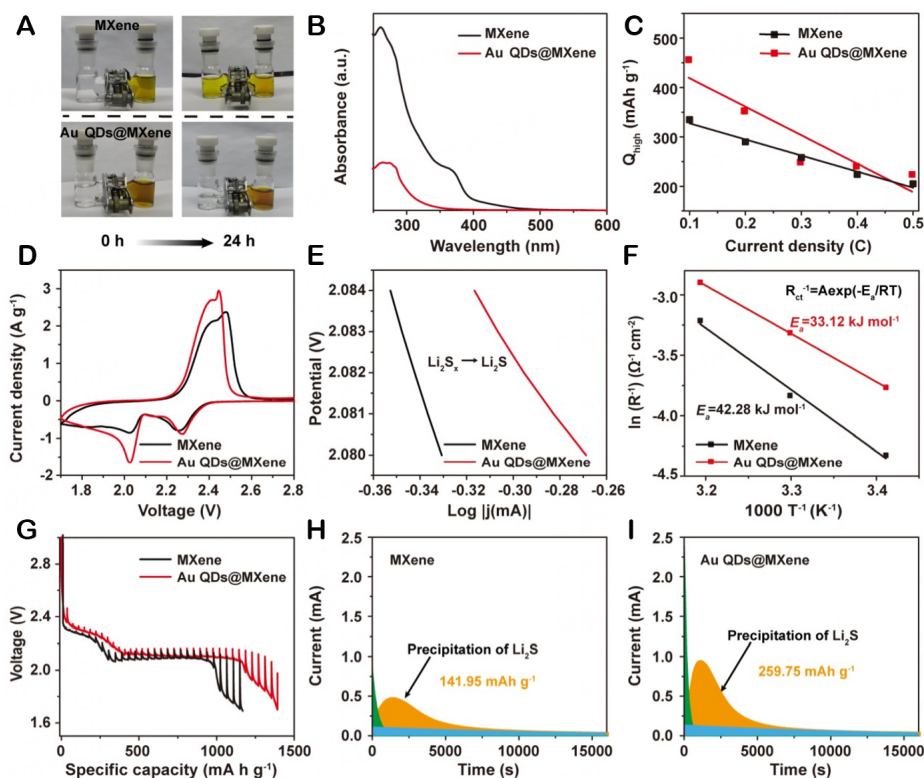 A
MXene
Au QDs@MXene
0 h
24 h
B
MXene
Au QDs@MXene
Absorbance (a.u.)
300 400 500 600
Wavelength (nm)
C
MXene
Au QDs@MXene
Qhigh (mAh g⁻¹)
500
400
300
200
0.1 0.2 0.3 0.4 0.5
Current density (C)
D
Current density (A g⁻¹)
3
2
1
0
-1
-2
MXene
Au QDs@MXene
1.8 2.0 2.2 2.4 2.6 2.8
Voltage (V)
E
Potential (V)
2.084
2.083
2.082
2.081
2.080
Li₂Sₓ → Li₂S
MXene
Au QDs@MXene
-0.36 -0.34 -0.32 -0.30 -0.28 -0.26
Log |j(mA)|
F
ln (R⁻¹) (Ω⁻¹ cm⁻²)
-3.0
-3.5
-4.0
-4.5
Rct⁻¹=Aexp(-Ea/RT)
Ea=33.12 kJ mol⁻¹
Ea=42.28 kJ mol⁻¹
MXene
Au QDs@MXene
3.2 3.3 3.4
1000 T⁻¹ (K⁻¹)
G
Voltage (V)
2.8
2.4
2.0
1.6
MXene
Au QDs@MXene
0 500 1000 1500
Specific capacity (mA h g⁻¹)
H
Current (mA)
2.5
2.0
1.5
1.0
0.5
0.0
MXene
Precipitation of Li₂S
141.95 mAh g⁻¹
0 5000 10000 15000
Time (s)
I
Current (mA)
2.5
2.0
1.5
1.0
0.5
0.0
Au QDs@MXene
Precipitation of Li₂S
259.75 mAh g⁻¹
0 5000 10000 15000
Time (s)